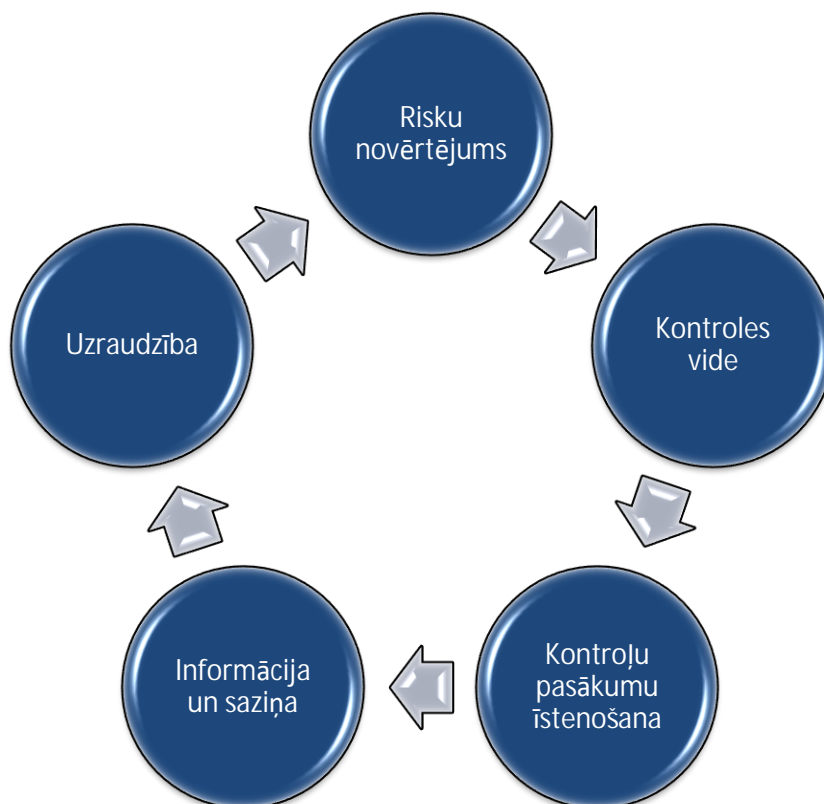 Risku
novērtējums
Kontroles
vide
Kontroļu
pasākumu
īstenošana
Informācija
un saziņa
Uzraudzība